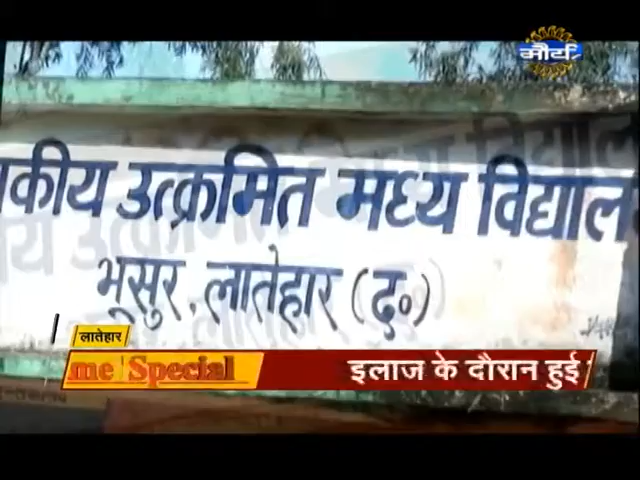 मौर्य
कीय उत्क्रमित मध्य विद्याल
भूसुर, लातेहार (द०)
लातेहार
me Special
इलाज के दौरान हुई